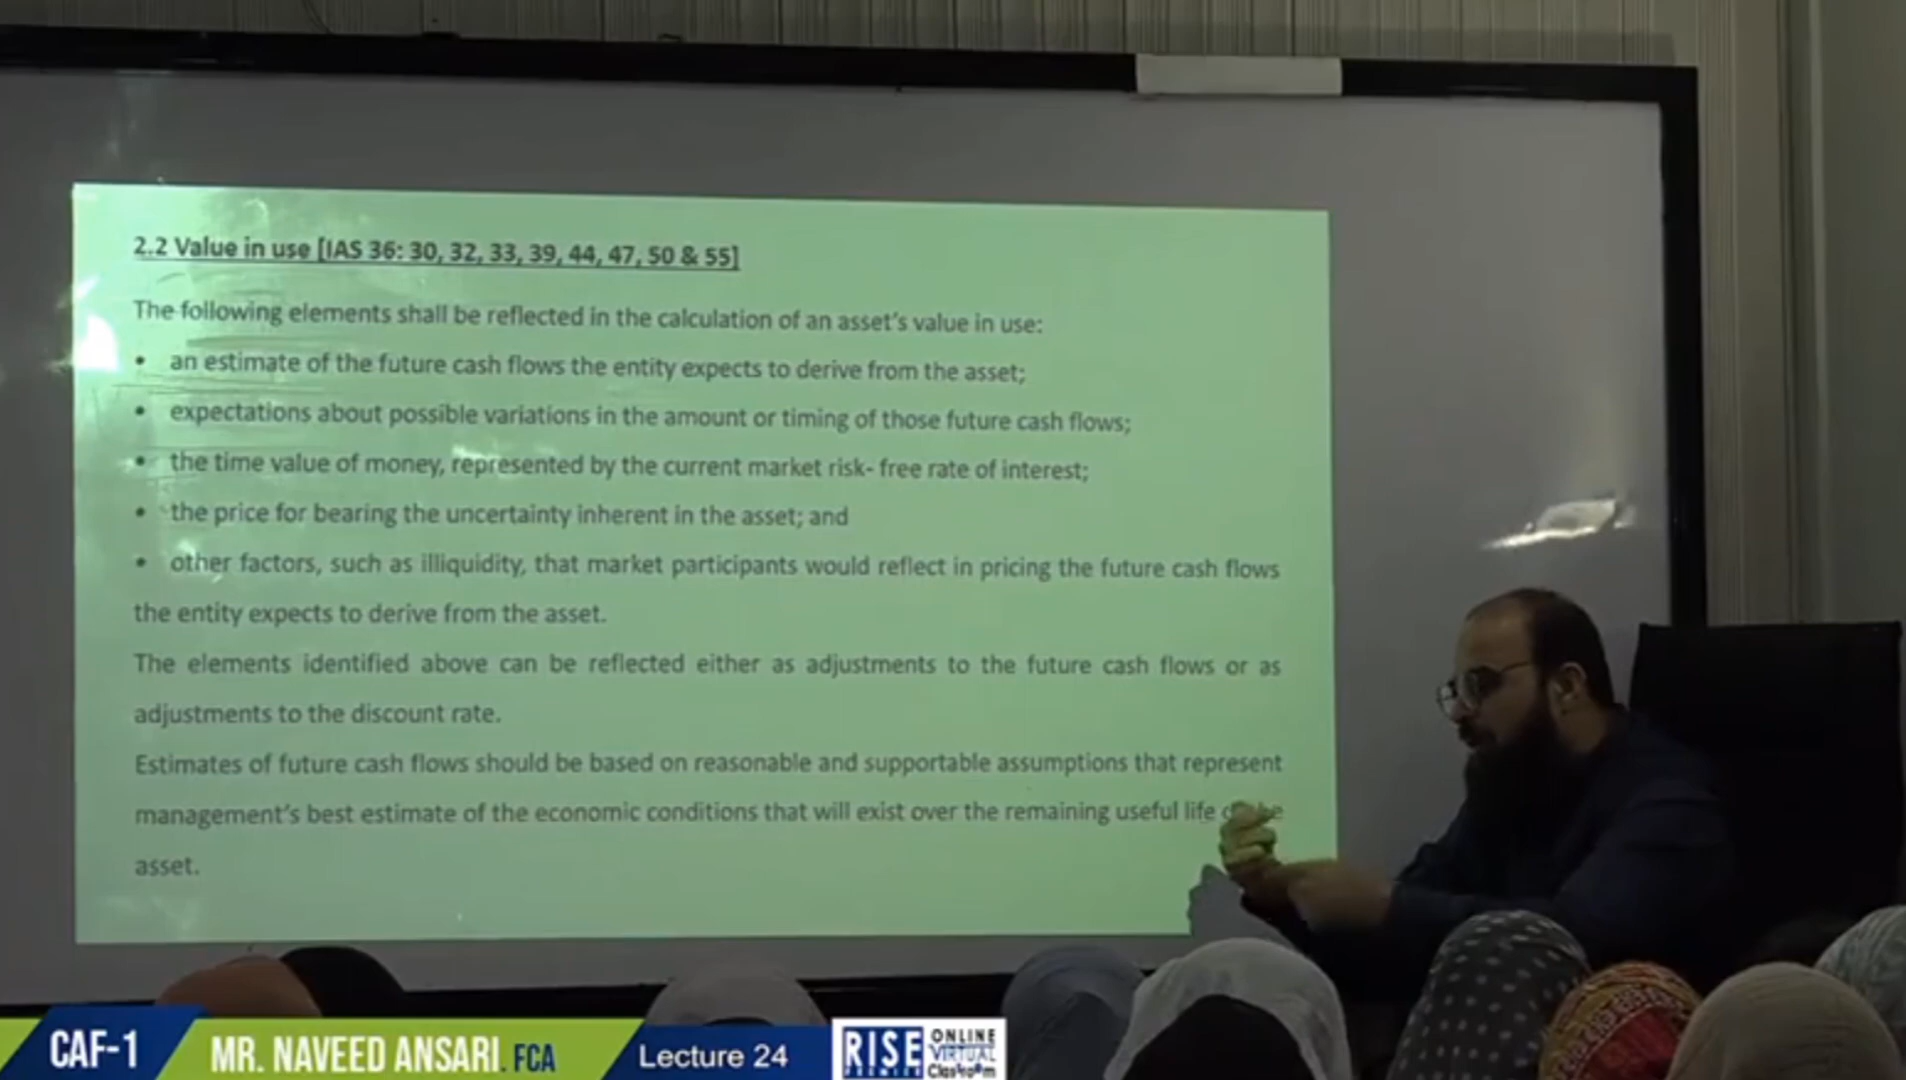 2.2 Value in use [IAS 36: 30, 32, 33, 39, 44, 47, 50 & 55]
The following elements shall be reflected in the calculation of an asset's value in use:
• an estimate of the future cash flows the entity expects to derive from the asset;
• expectations about possible variations in the amount or timing of those future cash flows;
• the time value of money, represented by the current market risk- free rate of interest;
• the price for bearing the uncertainty inherent in the asset; and
• other factors, such as illiquidity, that market participants would reflect in pricing the future cash flows
the entity expects to derive from the asset.
The elements identified above can be reflected either as adjustments to the future cash flows or as
adjustments to the discount rate.
Estimates of future cash flows should be based on reasonable and supportable assumptions that represent
management's best estimate of the economic conditions that will exist over the remaining useful life
asset.
CAF-1
MR. NAVEED ANSARI. FCA
Lecture 24
RISE
ONLINE
VIRTUAL
Classroom